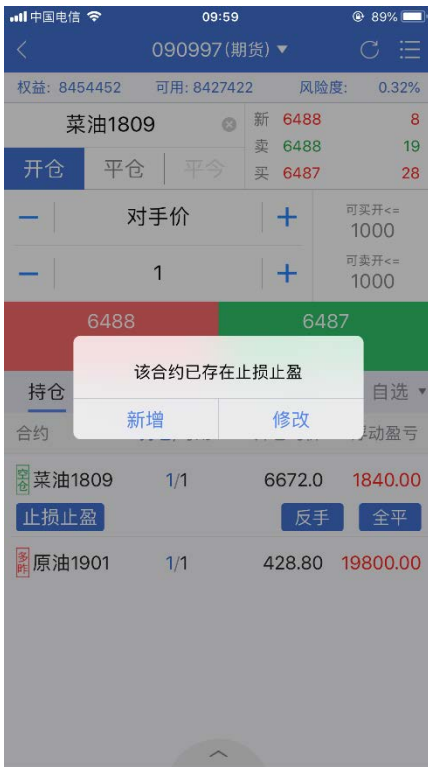 中国电信 09:59 89%
090997(期货)▼
权益: 8454452 可用: 8427422 风险度: 0.32%
菜油1809
新 6488 8
卖 6488 19
买 6487 28
开仓 平仓 平今
对手价
可买开<=
1000
1
可卖开<=
1000
6488 6487
该合约已存在止损止盈
新增 修改
持仓 自选
合约 浮动盈亏
空仓 菜油1809 1/1 6672.0 1840.00
止损止盈 反手 全平
多昨 原油1901 1/1 428.80 19800.00